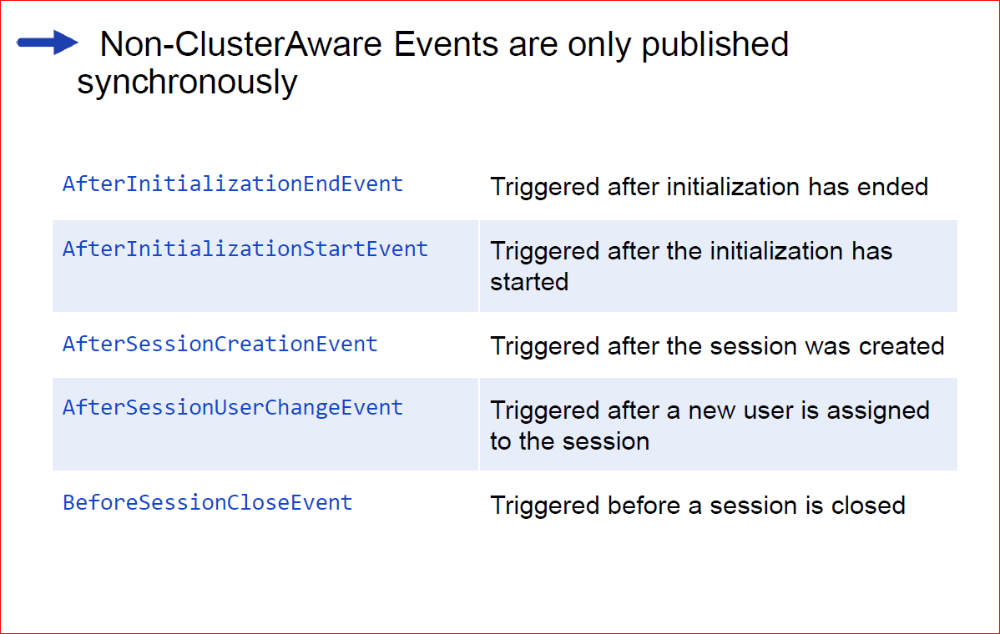 Non-ClusterAware Events are only published
synchronously
AfterInitializationEndEvent
Triggered after initialization has ended
AfterInitializationStartEvent
Triggered after the initialization has
started
AfterSessionCreationEvent
Triggered after the session was created
AfterSessionUserChangeEvent
Triggered after a new user is assigned
to the session
BeforeSessionCloseEvent
Triggered before a session is closed